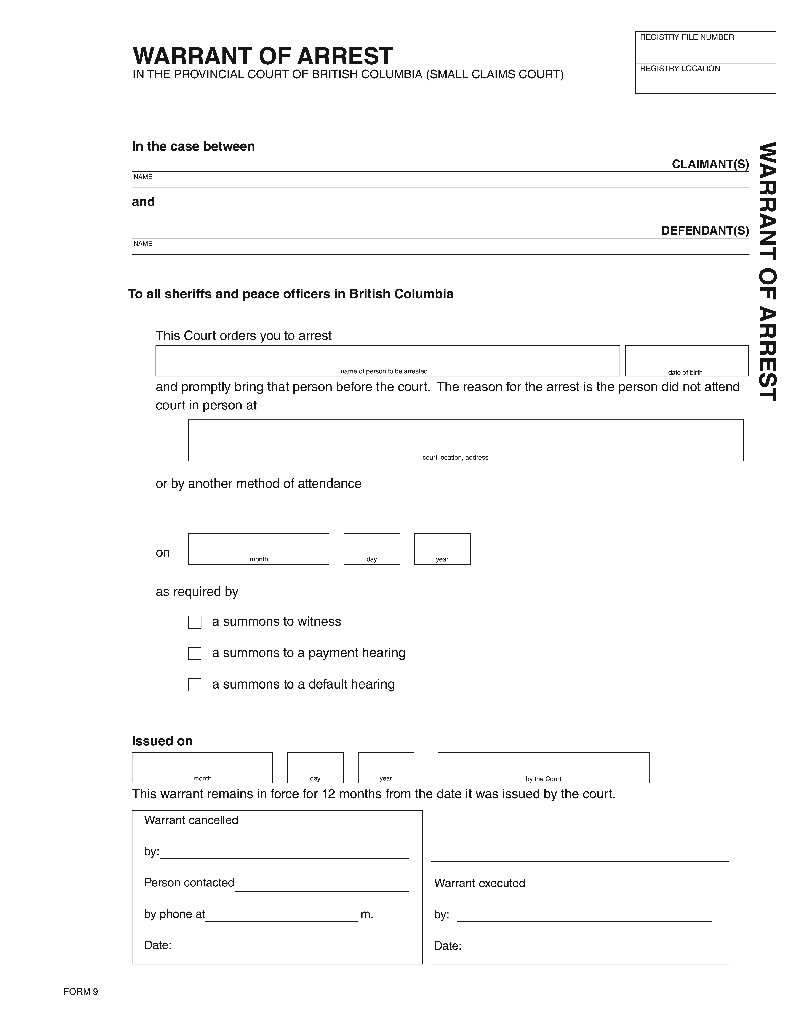 REGISTRY FILE NUMBER
WARRANT OF ARREST
IN THE PROVINCIAL COURT OF BRITISH COLUMBIA (SMALL CLAIMS COURT)
REGISTRY LOCATION
In the case between
CLAIMANT(S)
NAME
and
DEFENDANT(S)
NAME
WARRANT OF ARREST
To all sheriffs and peace officers in British Columbia
This Court orders you to arrest
name of person to be arrested
date of birth
and promptly bring that person before the court. The reason for the arrest is the person did not attend
court in person at
court location, address
or by another method of attendance
on
month day year
as required by
a summons to witness
a summons to a payment hearing
a summons to a default hearing
Issued on
month day year by the Court
This warrant remains in force for 12 months from the date it was issued by the court.
Warrant cancelled
by:
Person contacted
by phone at m.
Date:
Warrant executed
by:
Date:
FORM 9